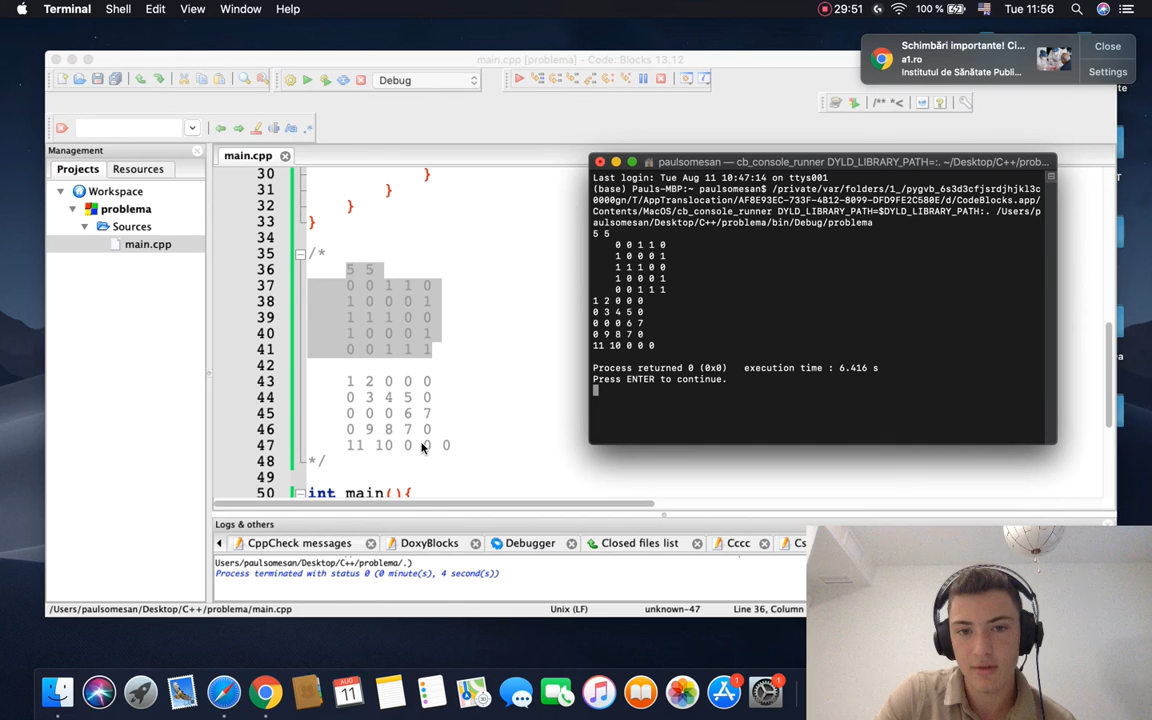 Terminal Shell Edit View Window Help 29:51 100 % Tue 11:56
main.cpp [problema] - Code::Blocks 13.12
Schimbări importante! Ci...
a1.ro
Institutul de Sănătate Publi...
Close
Settings
Debug
/** *<
Management
Projects Resources
Workspace
problema
Sources
main.cpp
main.cpp
30 }
31 }
32 }
33 }
34
35 /*
36 5 5
37 0 0 1 1 0
38 1 0 0 0 1
39 1 1 1 0 0
40 1 0 0 0 1
41 0 0 1 1 1
42
43 1 2 0 0 0
44 0 3 4 5 0
45 0 0 0 6 7
46 0 9 8 7 0
47 11 10 0 0 0
48 */
49
50 int main(){
paulsomesan — cb_console_runner DYLD_LIBRARY_PATH=:. ~/Desktop/C++/prob...
Last login: Tue Aug 11 10:47:14 on ttys001
(base) Pauls-MBP:~ paulsomesan$ /private/var/folders/1_/pygvb_6s3d3cfjsrdjhjkl3c
0000gn/T/AppTranslocation/AF8E93EC-733F-4B12-8099-DFD9FE2C580E/d/CodeBlocks.app/
Contents/MacOS/cb_console_runner DYLD_LIBRARY_PATH=$DYLD_LIBRARY_PATH:. /Users/p
aulsomesan/Desktop/C++/problema/bin/Debug/problema
5 5
0 0 1 1 0
1 0 0 0 1
1 1 1 0 0
1 0 0 0 1
0 0 1 1 1
1 2 0 0 0
0 3 4 5 0
0 0 0 6 7
0 9 8 7 0
11 10 0 0 0
Process returned 0 (0x0) execution time : 6.416 s
Press ENTER to continue.
Logs & others
CppCheck messages DoxyBlocks Debugger Closed files list Cccc Cs
Users/paulsomesan/Desktop/C++/problema/.)
Process terminated with status 0 (0 minute(s), 4 second(s))
/Users/paulsomesan/Desktop/C++/problema/main.cpp Unix (LF) unknown-47 Line 36, Column
AUG
11
1
1